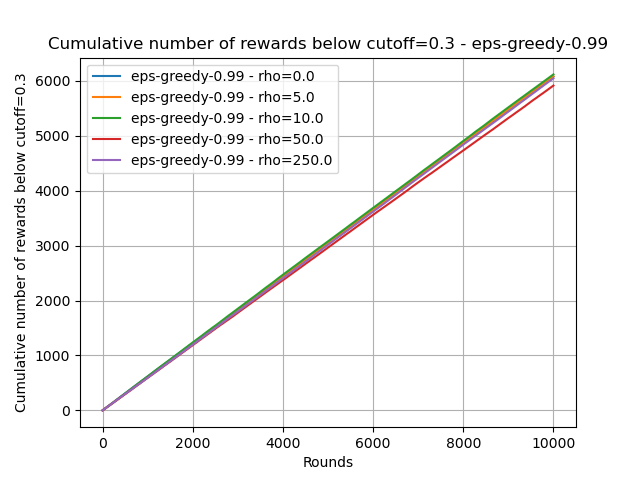 Cumulative number of rewards below cutoff=0.3 - eps-greedy-0.99
Cumulative number of rewards below cutoff=0.3
6000
5000
4000
3000
2000
1000
0
eps-greedy-0.99 - rho=0.0
eps-greedy-0.99 - rho=5.0
eps-greedy-0.99 - rho=10.0
eps-greedy-0.99 - rho=50.0
eps-greedy-0.99 - rho=250.0
0 2000 4000 6000 8000 10000
Rounds